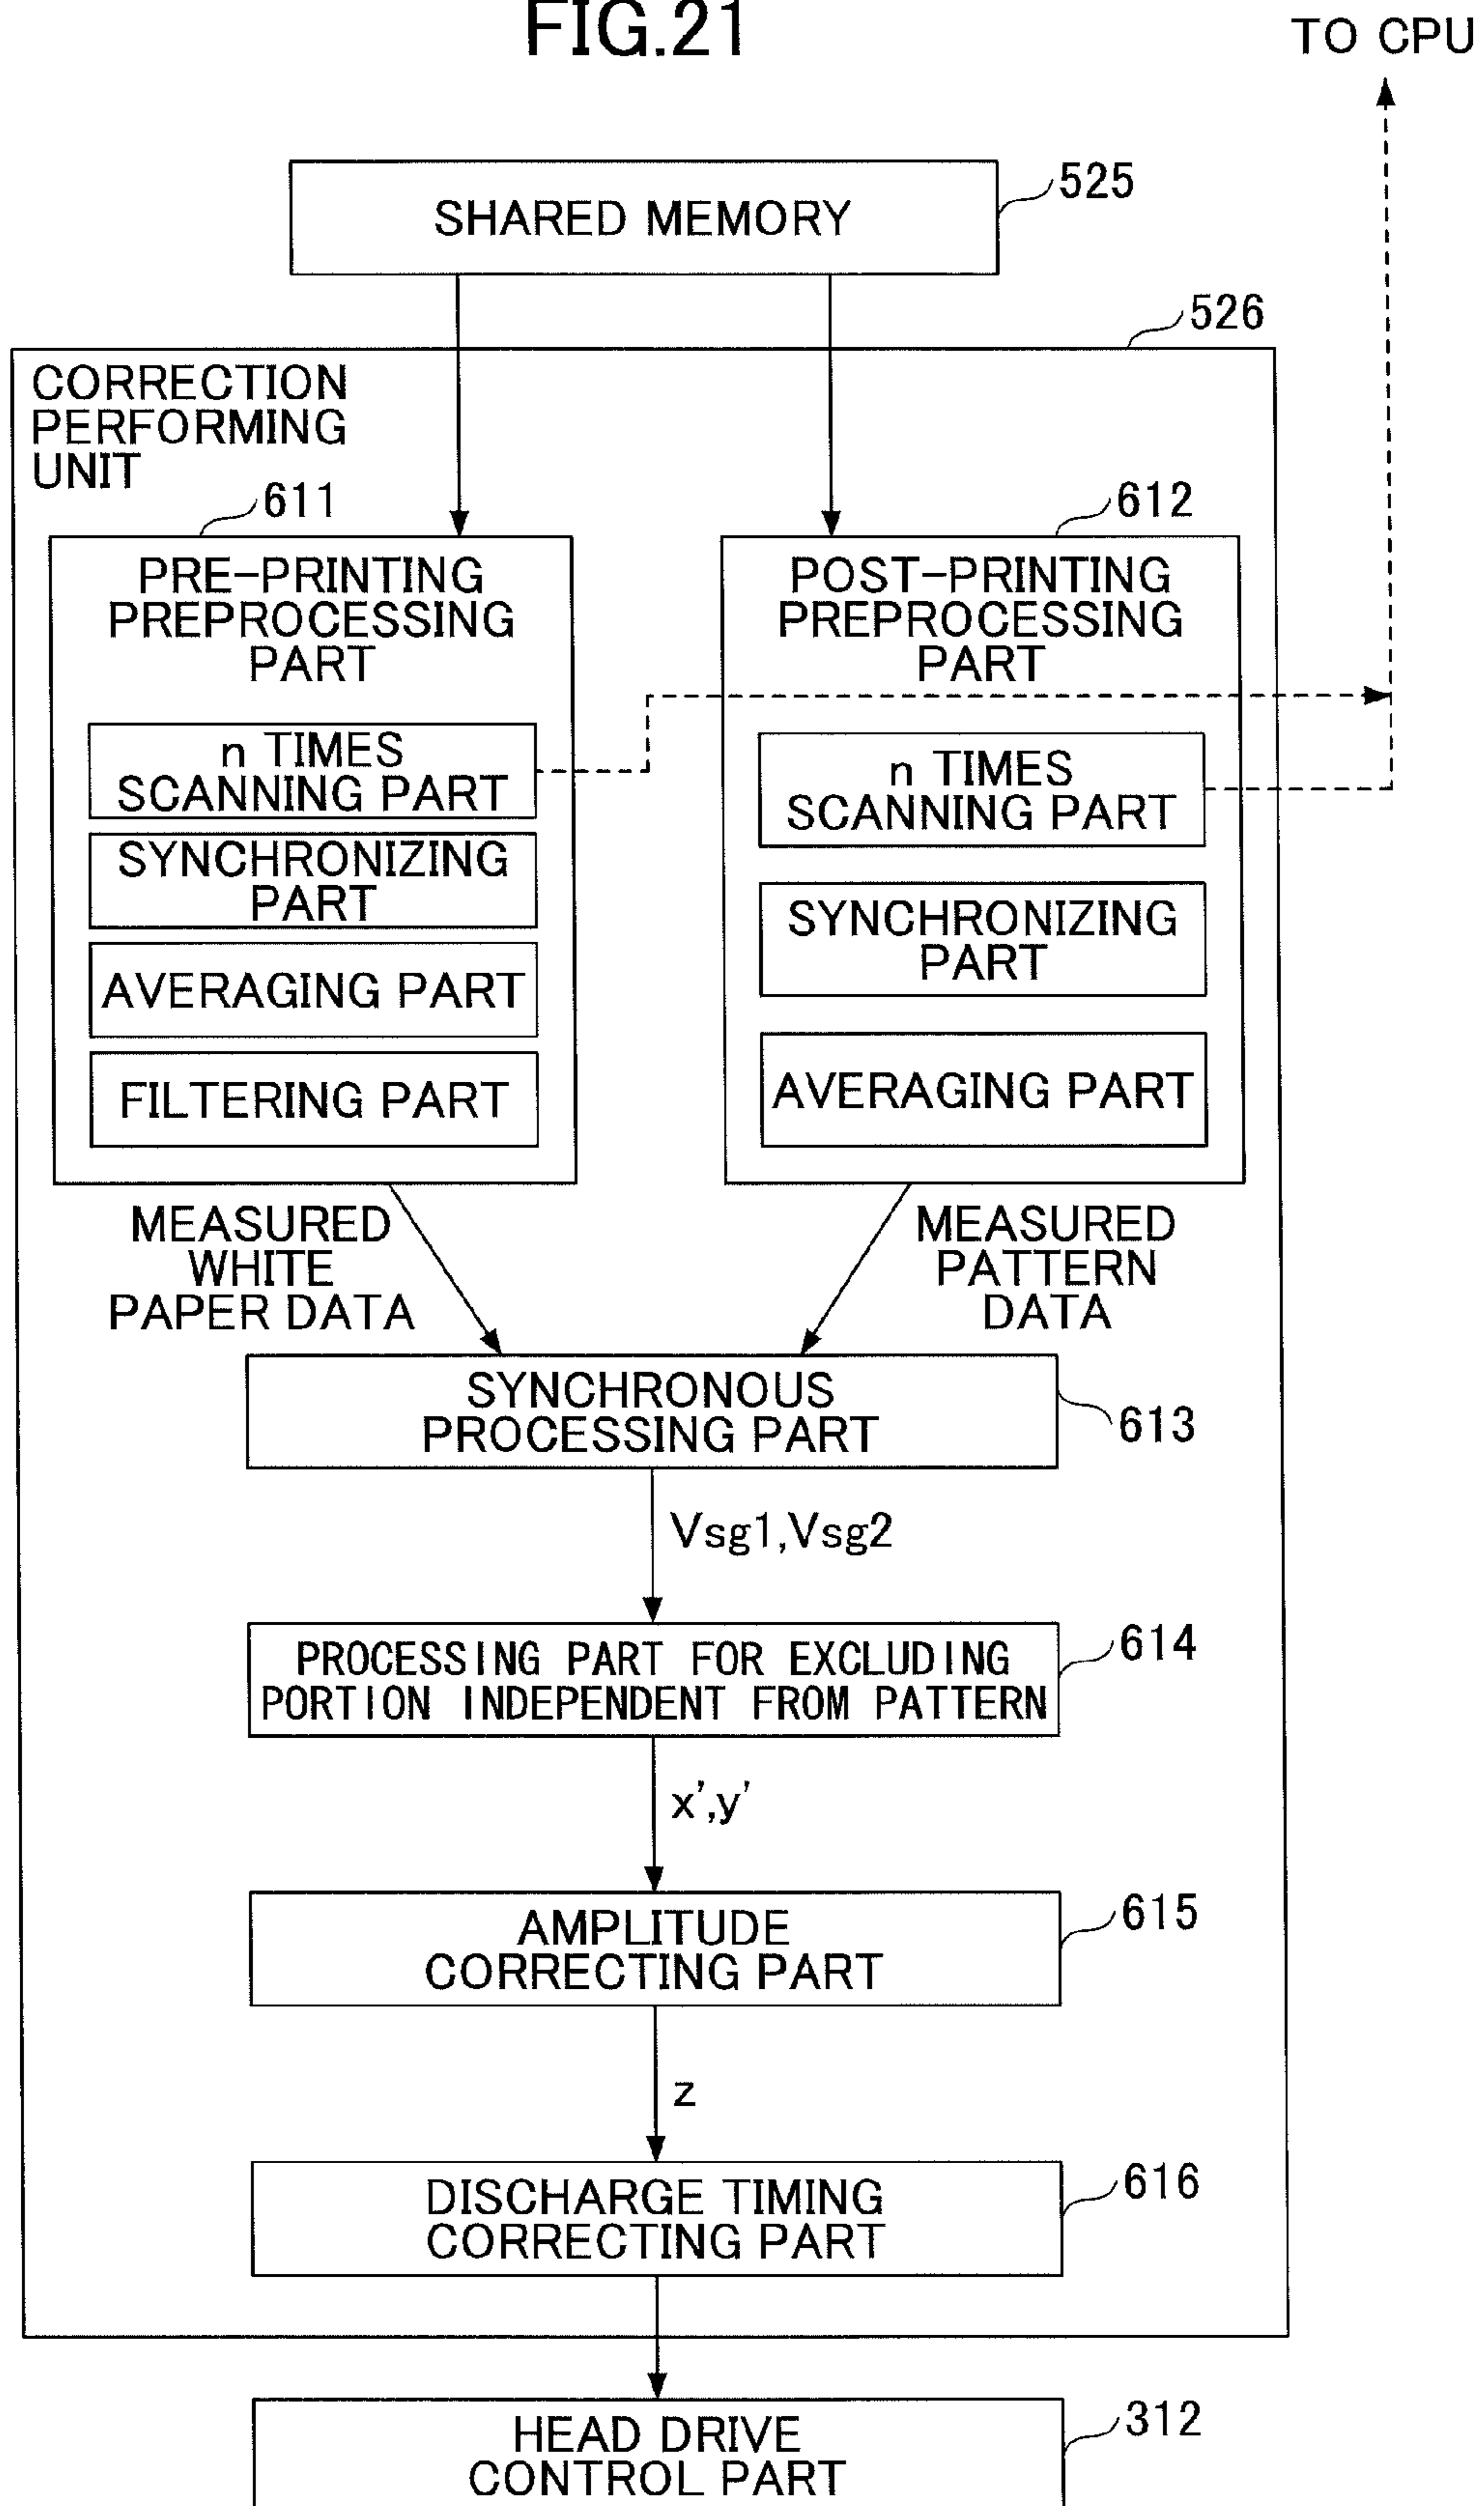 FIG.21
TO CPU
SHARED MEMORY
525
526
CORRECTION
PERFORMING
UNIT
611
612
PRE-PRINTING
PREPROCESSING
PART
n TIMES
SCANNING PART
SYNCHRONIZING
PART
AVERAGING PART
FILTERING PART
POST-PRINTING
PREPROCESSING
PART
n TIMES
SCANNING PART
SYNCHRONIZING
PART
AVERAGING PART
MEASURED
WHITE
PAPER DATA
MEASURED
PATTERN
DATA
SYNCHRONOUS
PROCESSING PART
613
Vsg1,Vsg2
PROCESSING PART FOR EXCLUDING
PORTION INDEPENDENT FROM PATTERN
614
x',y'
AMPLITUDE
CORRECTING PART
615
z
DISCHARGE TIMING
CORRECTING PART
616
HEAD DRIVE
CONTROL PART
312